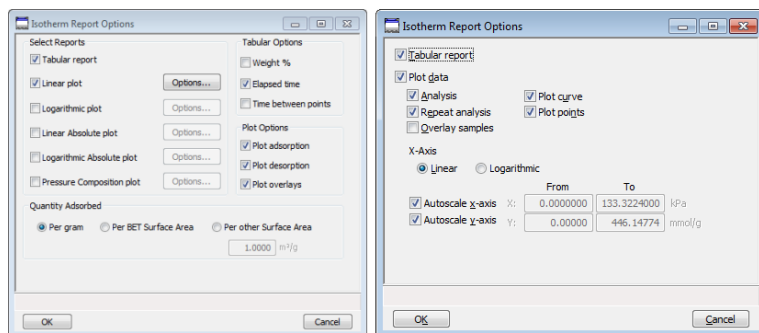 Isotherm Report Options
Select Reports
Tabular report
Linear plot
Options...
Logarithmic plot
Options...
Linear Absolute plot
Options...
Logarithmic Absolute plot
Options...
Pressure Composition plot
Options...
Tabular Options
Weight %
Elapsed time
Time between points
Plot Options
Plot adsorption
Plot desorption
Plot overlays
Quantity Adsorbed
Per gram Per BET Surface Area Per other Surface Area
1.0000 m²/g
OK Cancel
Isotherm Report Options
Tabular report
Plot data
Analysis Plot curve
Repeat analysis Plot points
Overlay samples
X-Axis
Linear Logarithmic
From To
Autoscale x-axis X: 0.0000000 133.3224000 kPa
Autoscale y-axis Y: 0.00000 446.14774 mmol/g
OK Cancel